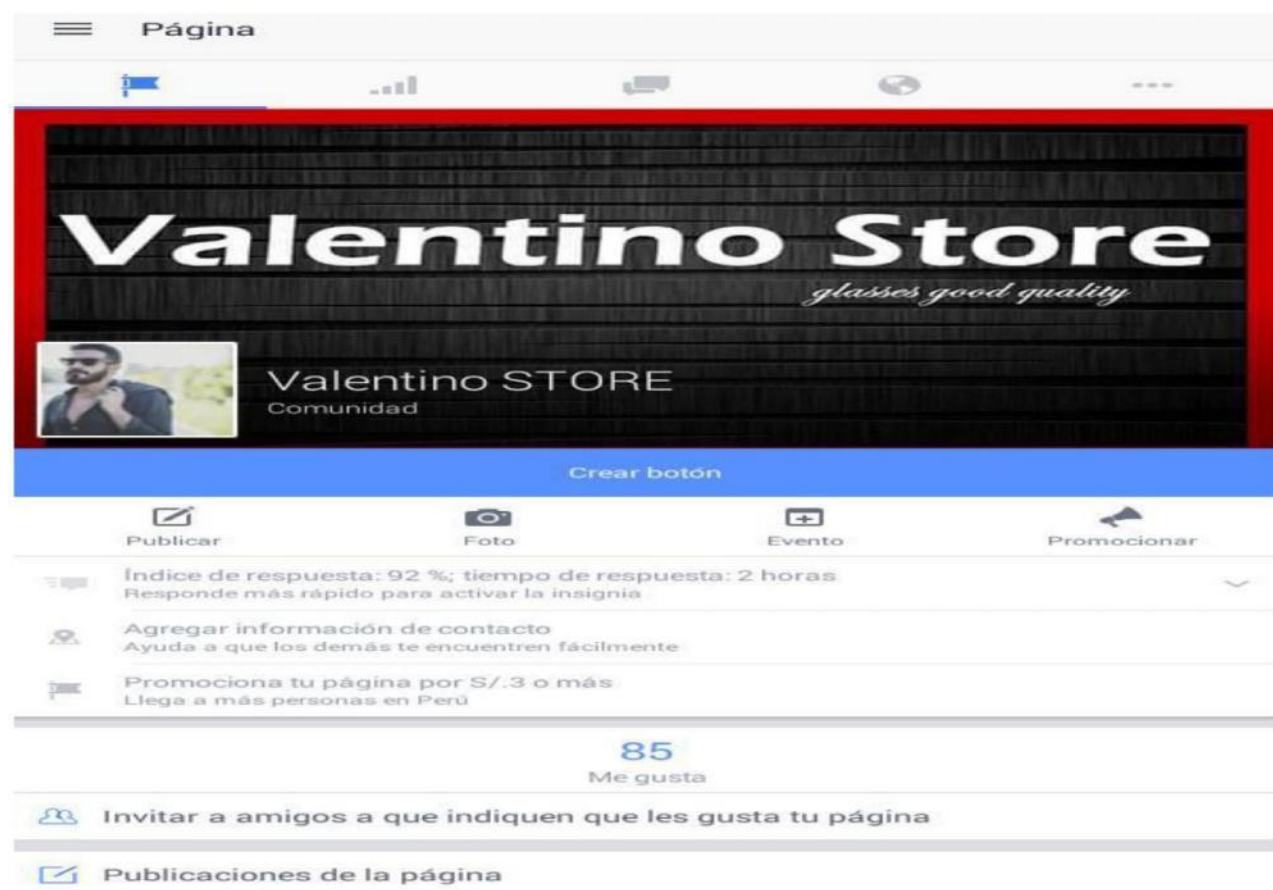 Página
Valentino Store
glasses good quality
Valentino STORE
Comunidad
Crear botón
Publicar
Foto
Evento
Promocionar
Índice de respuesta: 92 %; tiempo de respuesta: 2 horas
Responde más rápido para activar la insignia
Agregar información de contacto
Ayuda a que los demás te encuentren fácilmente
Promociona tu página por S/.3 o más
Llega a más personas en Perú
85
Me gusta
Invitar a amigos a que indiquen que les gusta tu página
Publicaciones de la página